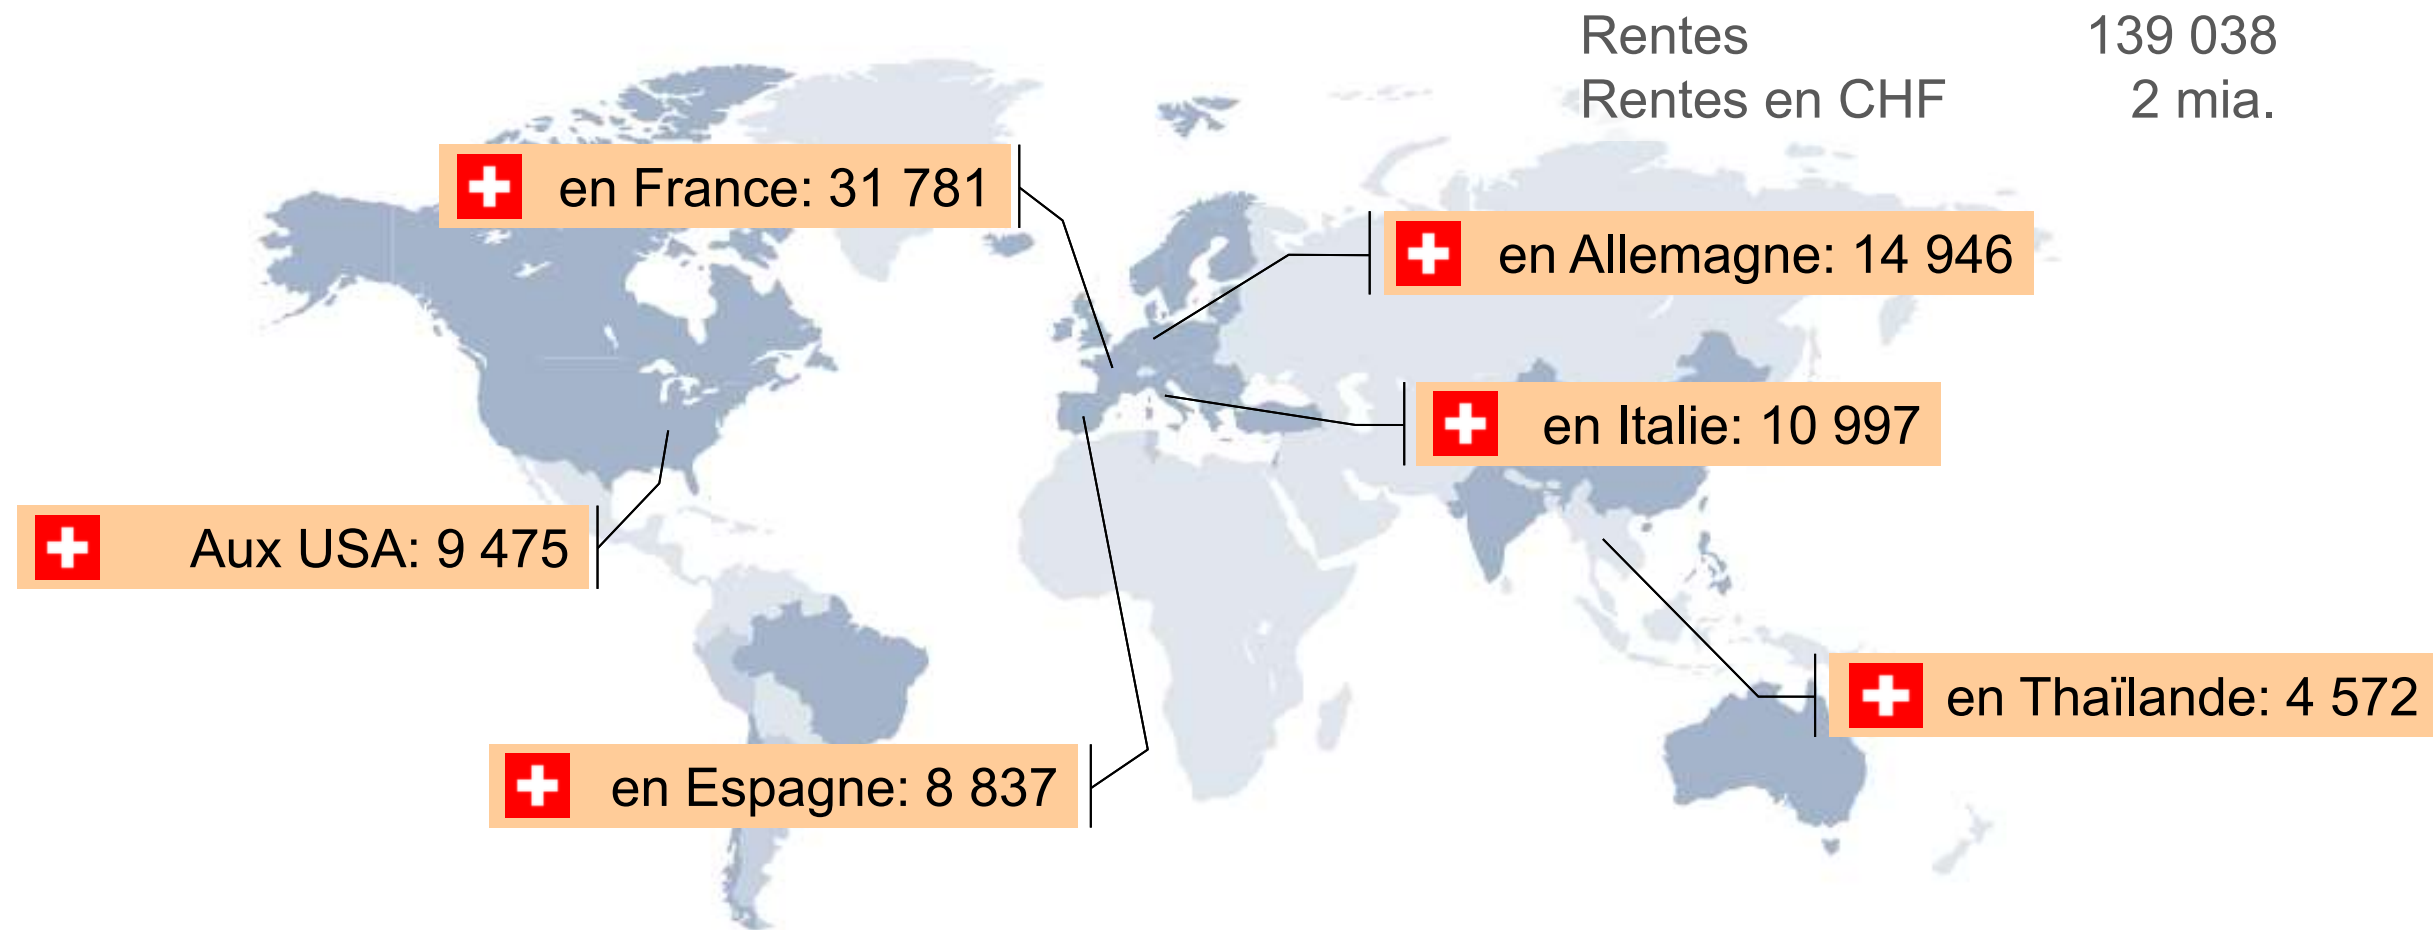 Rentes 139 038
Rentes en CHF 2 mia.
en France: 31 781
en Allemagne: 14 946
en Italie: 10 997
Aux USA: 9 475
en Thaïlande: 4 572
en Espagne: 8 837